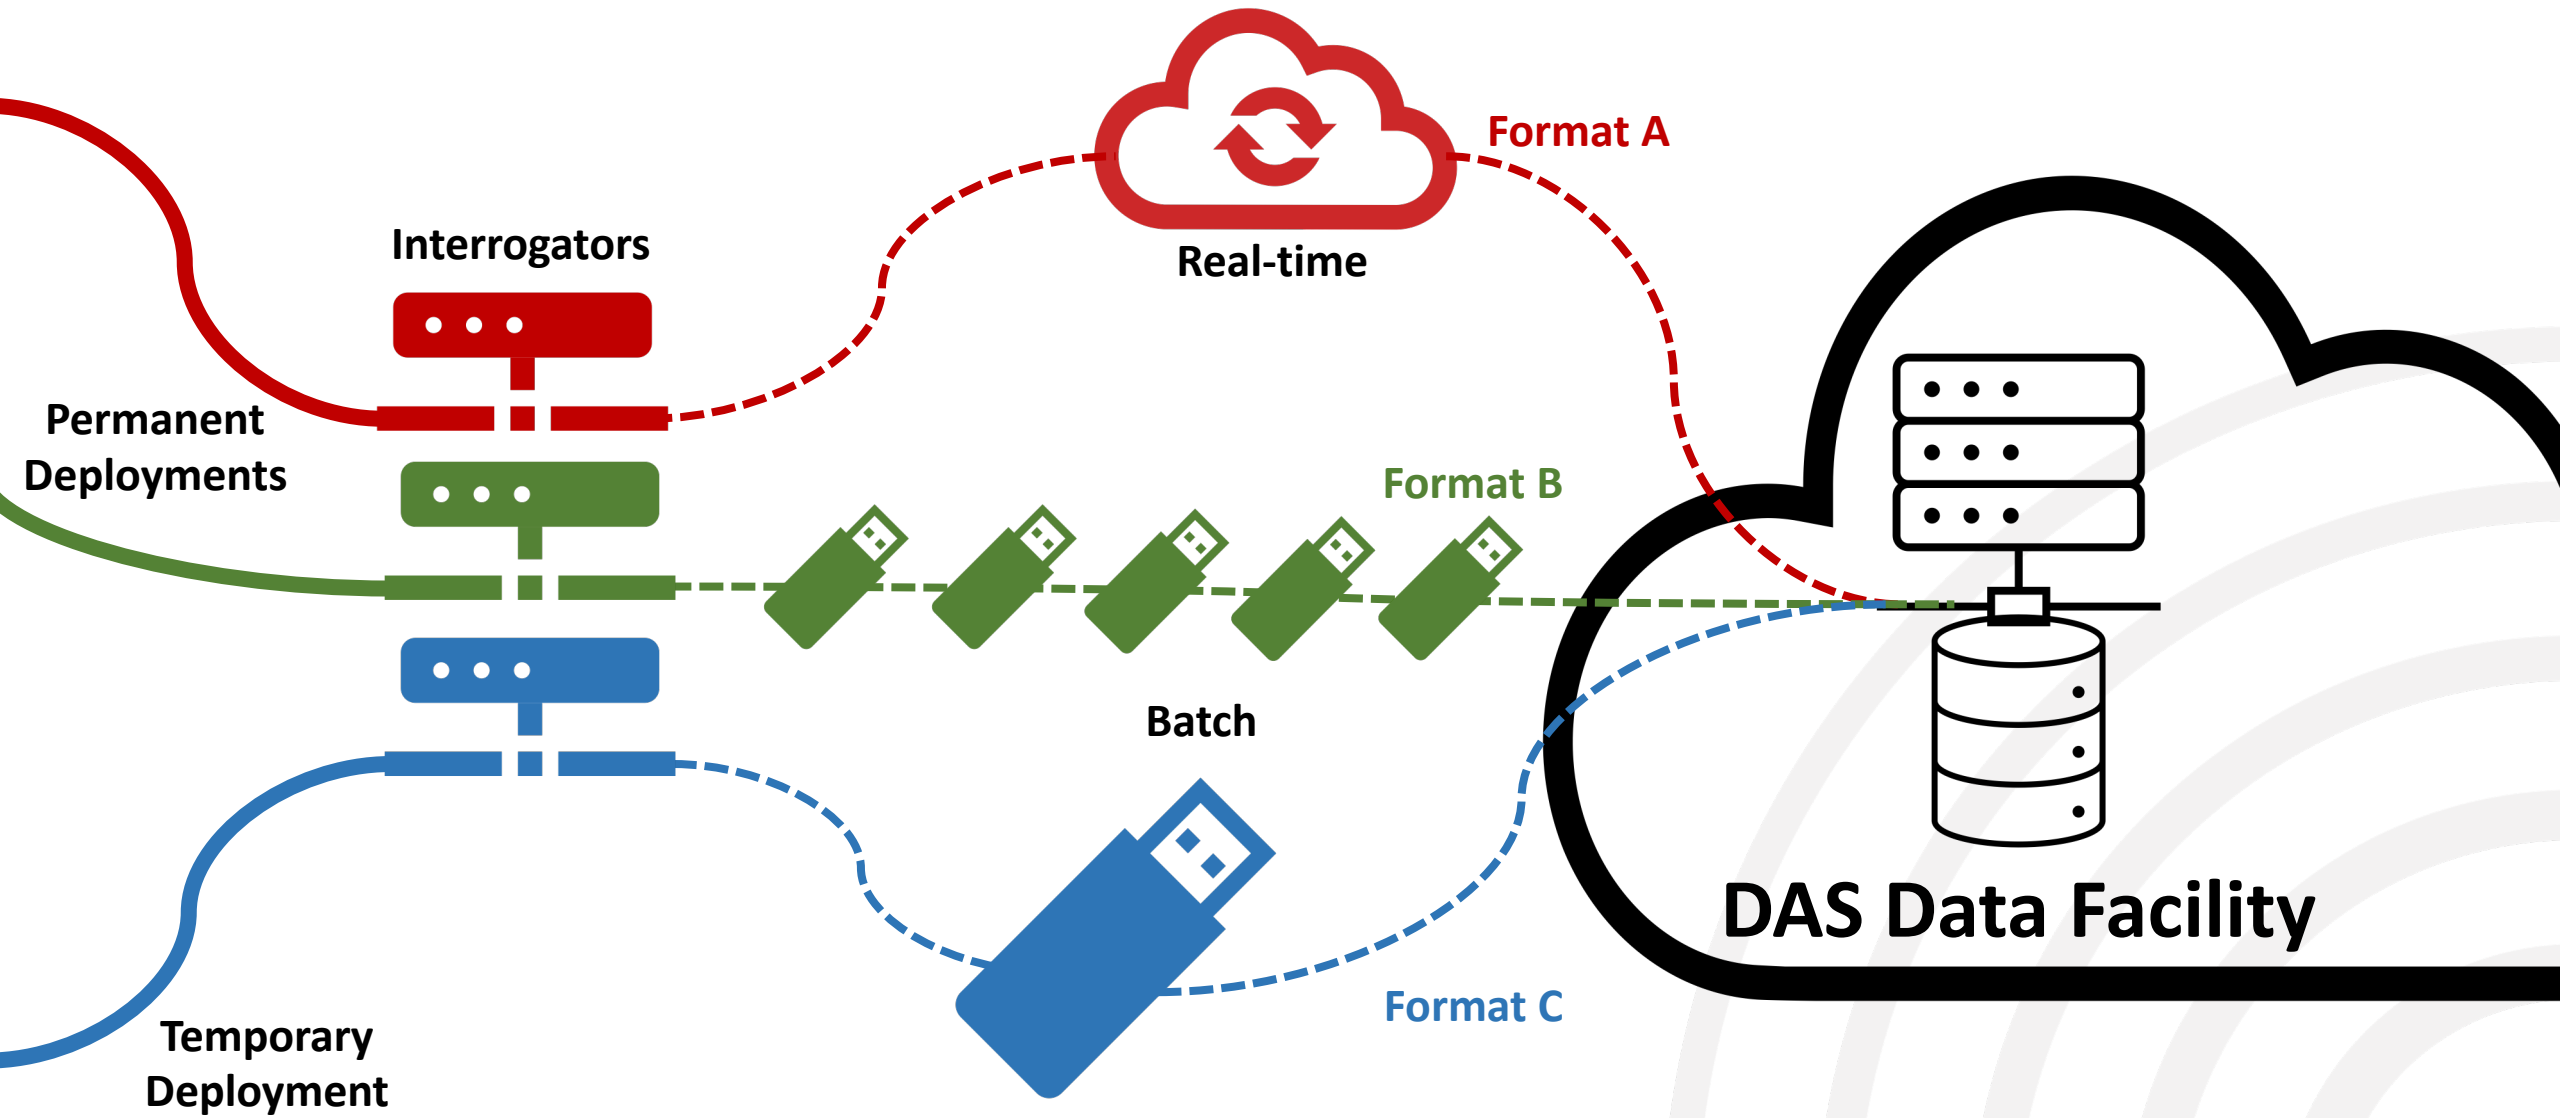 Format A
Interrogators
Real-time
Permanent
Deployments
Format B
Batch
DAS Data Facility
Format C
Temporary
Deployment